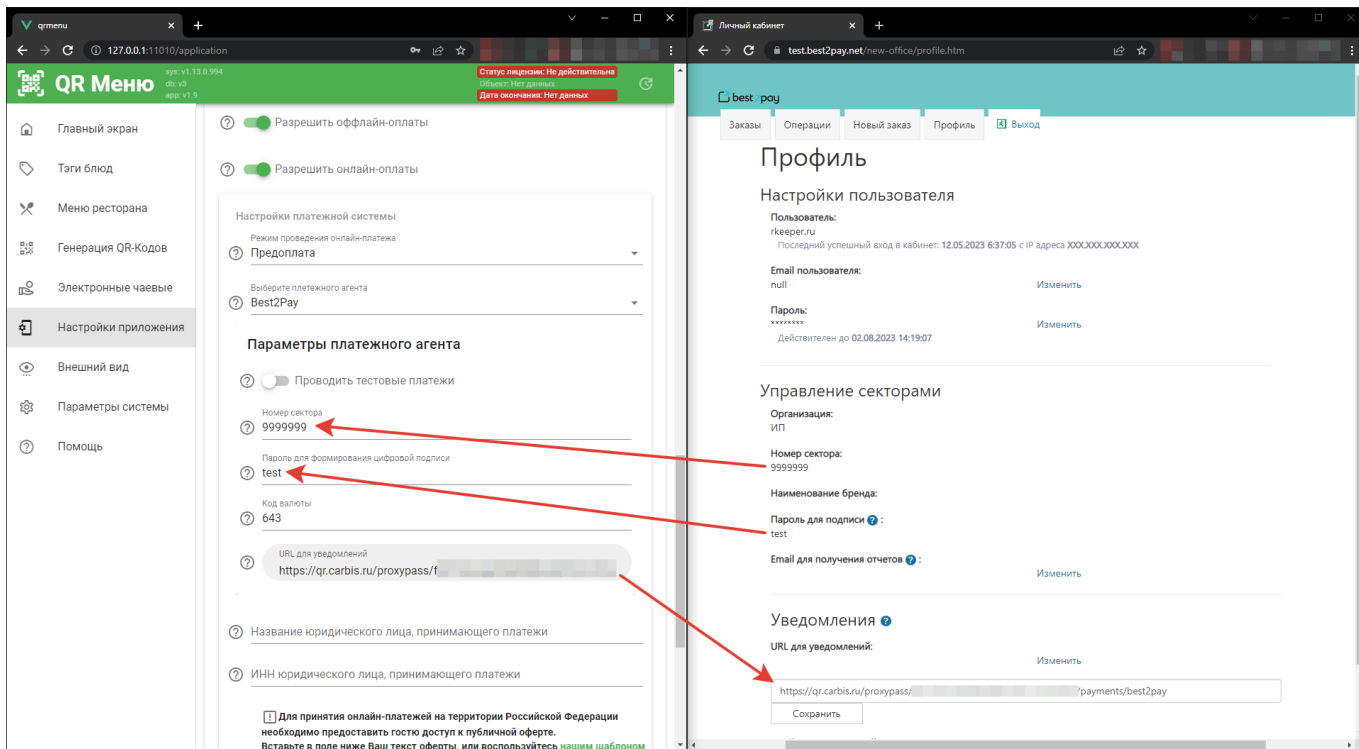 qrmenu
127.0.0.1:11010/application
QR Меню
sys: v1.13.0.994
db: v3
app: v1.9
Статус лицензии: Не действительна
Объект: Нет данных
Дата окончания: Нет данных
Главный экран
Тэги блюд
Меню ресторана
Генерация QR-Кодов
Электронные чаевые
Настройки приложения
Внешний вид
Параметры системы
Помощь
Разрешить оффлайн-оплаты
Разрешить онлайн-оплаты
Настройки платежной системы
Режим проведения онлайн-платежа
Предоплата
Выберите плетежного агента
Best2Pay
Параметры платежного агента
Проводить тестовые платежи
Номер сектора
9999999
Пароль для формирования цифровой подписи
test
Код валюты
643
URL для уведомлений
https://qr.carbis.ru/proxypass/f
Название юридического лица, принимающего платежи
ИНН юридического лица, принимающего платежи
Для принятия онлайн-платежей на территории Российской Федерации
необходимо предоставить гостю доступ к публичной оферте.
Вставьте в поле ниже Ваш текст оферты, или воспользуйтесь нашим шаблоном
Личный кабинет
test.best2pay.net/new-office/profile.htm
best2pay
Заказы
Операции
Новый заказ
Профиль
Выход
Профиль
Настройки пользователя
Пользователь:
rkeeper.ru
Последний успешный вход в кабинет: 12.05.2023 6:37:05 с IP адреса XXX.XXX.XXX.XXX
Email пользователя:
null
Изменить
Пароль:
********
Изменить
Действителен до 02.08.2023 14:19:07
Управление секторами
Организация:
ИП
Номер сектора:
9999999
Наименование бренда:
Пароль для подписи ? :
test
Email для получения отчетов ? :
Изменить
Уведомления ?
URL для уведомлений:
Изменить
https://qr.carbis.ru/proxypass/ /payments/best2pay
Сохранить